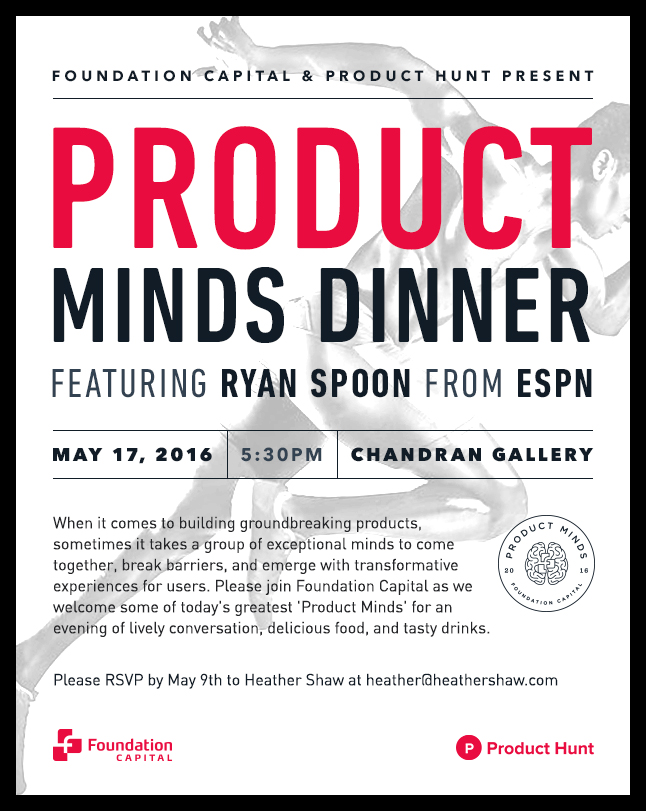 FOUNDATION CAPITAL & PRODUCT HUNT PRESENT
PRODUCT
MINDS DINNER
FEATURING RYAN SPOON FROM ESPN
MAY 17, 2016 5:30PM CHANDRAN GALLERY
When it comes to building groundbreaking products,
sometimes it takes a group of exceptional minds to come
together, break barriers, and emerge with transformative
experiences for users. Please join Foundation Capital as we
welcome some of today's greatest 'Product Minds' for an
evening of lively conversation, delicious food, and tasty drinks.
PRODUCT MINDS
20 16
FOUNDATION CAPITAL
Please RSVP by May 9th to Heather Shaw at heather@heathershaw.com
Foundation
CAPITAL
P Product Hunt